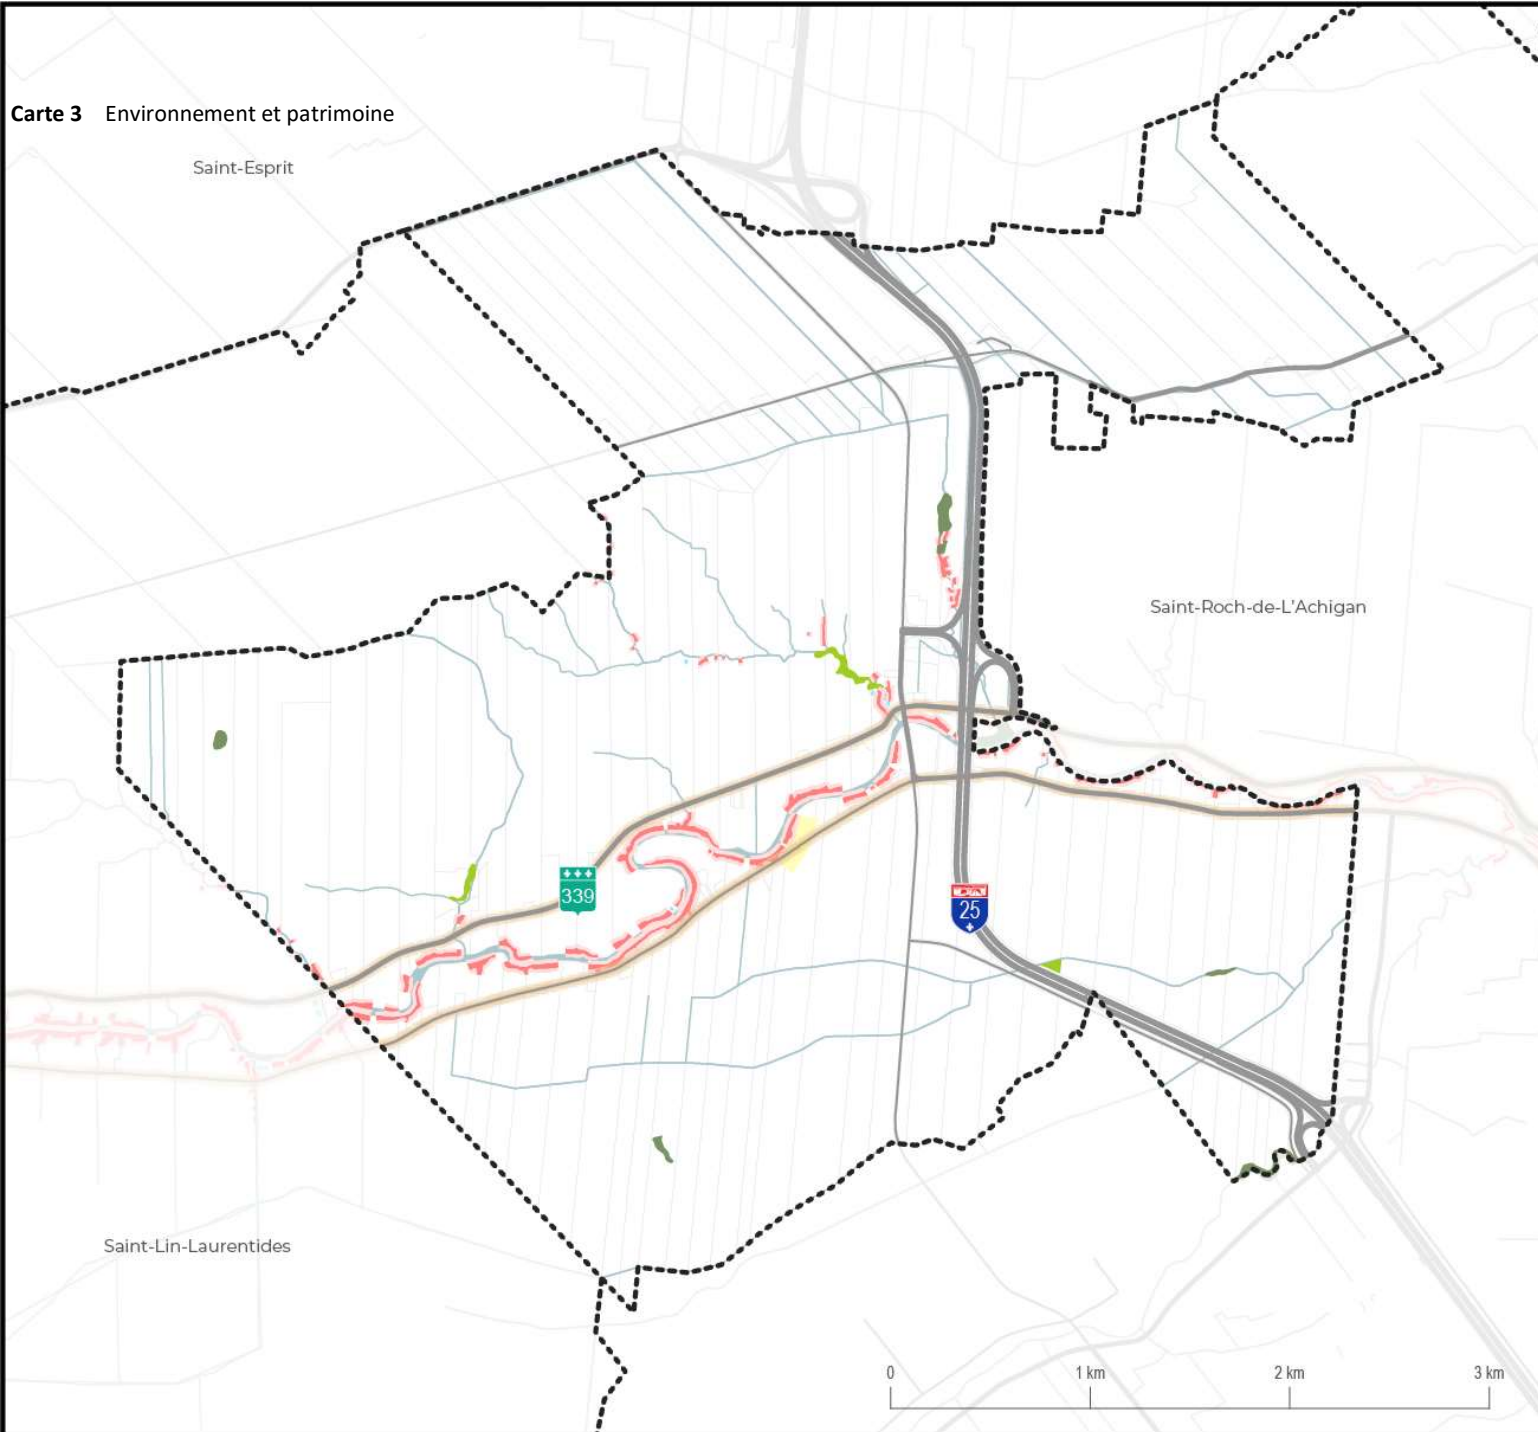 Carte 3 Environnement et patrimoine
Saint-Esprit
Saint-Roch-de-L'Achigan
339
25
Saint-Lin-Laurentides
0 1 km 2 km 3 km